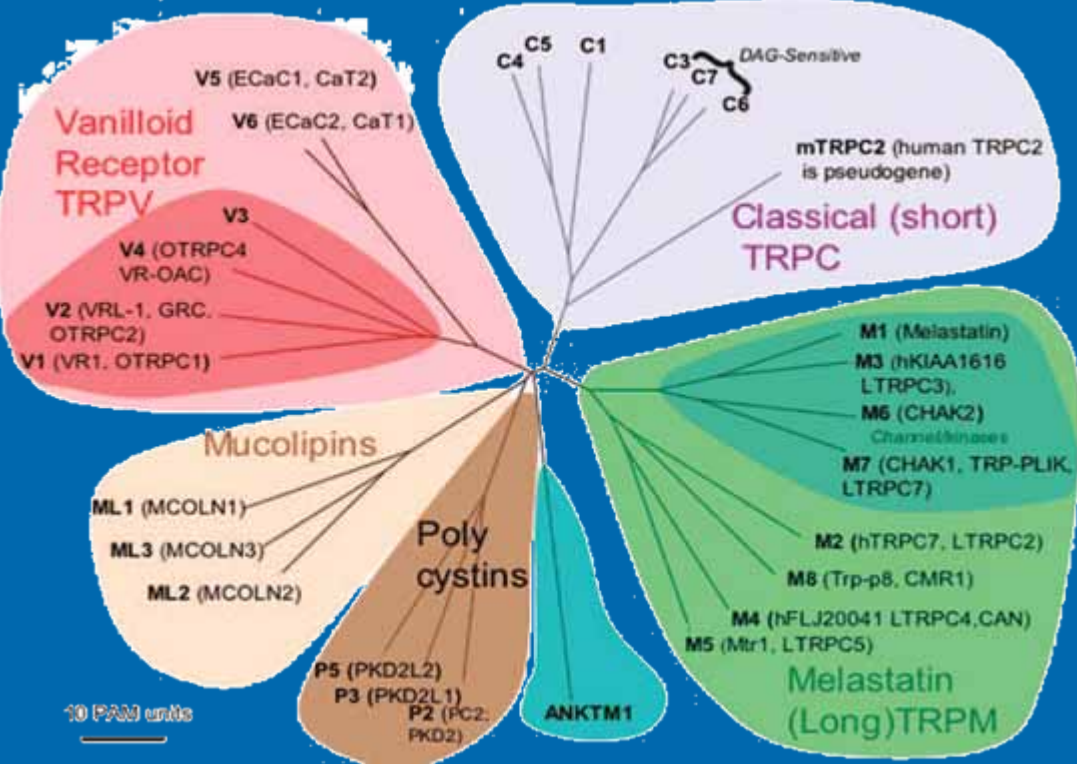 V5 (ECaC1, CaT2)
V6 (ECaC2, CaT1)
Vanilloid
Receptor
TRPV
V3
V4 (OTRPC4
VR-OAC)
V2 (VRL-1, GRC,
OTRPC2)
V1 (VR1, OTRPC1)
C4
C5
C1
C3
C7
C6
DAG-Sensitive
mTRPC2 (human TRPC2
is pseudogene)
Classical (short)
TRPC
M1 (Melastatin)
M3 (hKIAA1616
LTRPC3),
M6 (CHAK2)
Channel/kinases
M7 (CHAK1, TRP-PLIK,
LTRPC7)
M2 (hTRPC7, LTRPC2)
M8 (Trp-p8, CMR1)
M4 (hFLJ20041 LTRPC4,CAN)
M5 (Mtr1, LTRPC5)
Melastatin
(Long)TRPM
Mucolipins
ML1 (MCOLN1)
ML3 (MCOLN3)
ML2 (MCOLN2)
Poly
cystins
P5 (PKD2L2)
P3 (PKD2L1)
P2 (PC2,
PKD2)
ANKTM1
10 PAM units